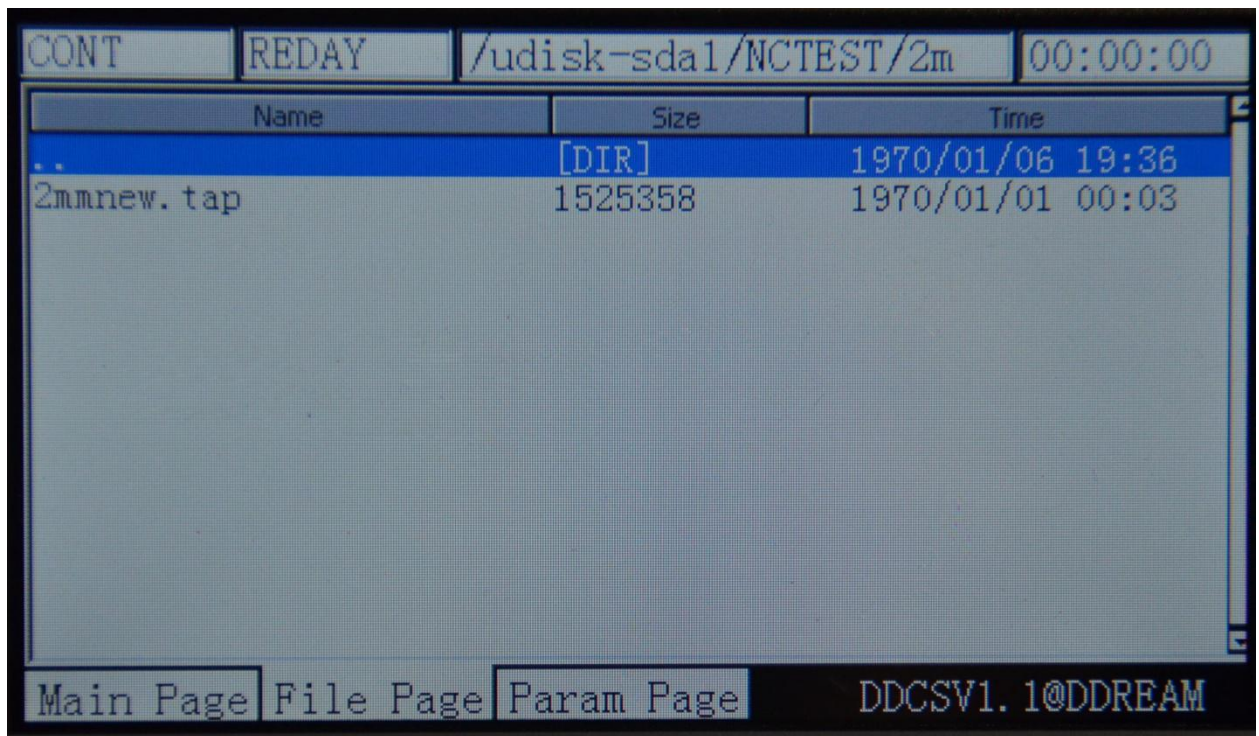 CONT REDAY /udisk-sda1/NCTEST/2m 00:00:00
Name Size Time
.. [DIR] 1970/01/06 19:36
2mmnew.tap 1525358 1970/01/01 00:03
Main Page File Page Param Page DDCSV1.1@DDREAM